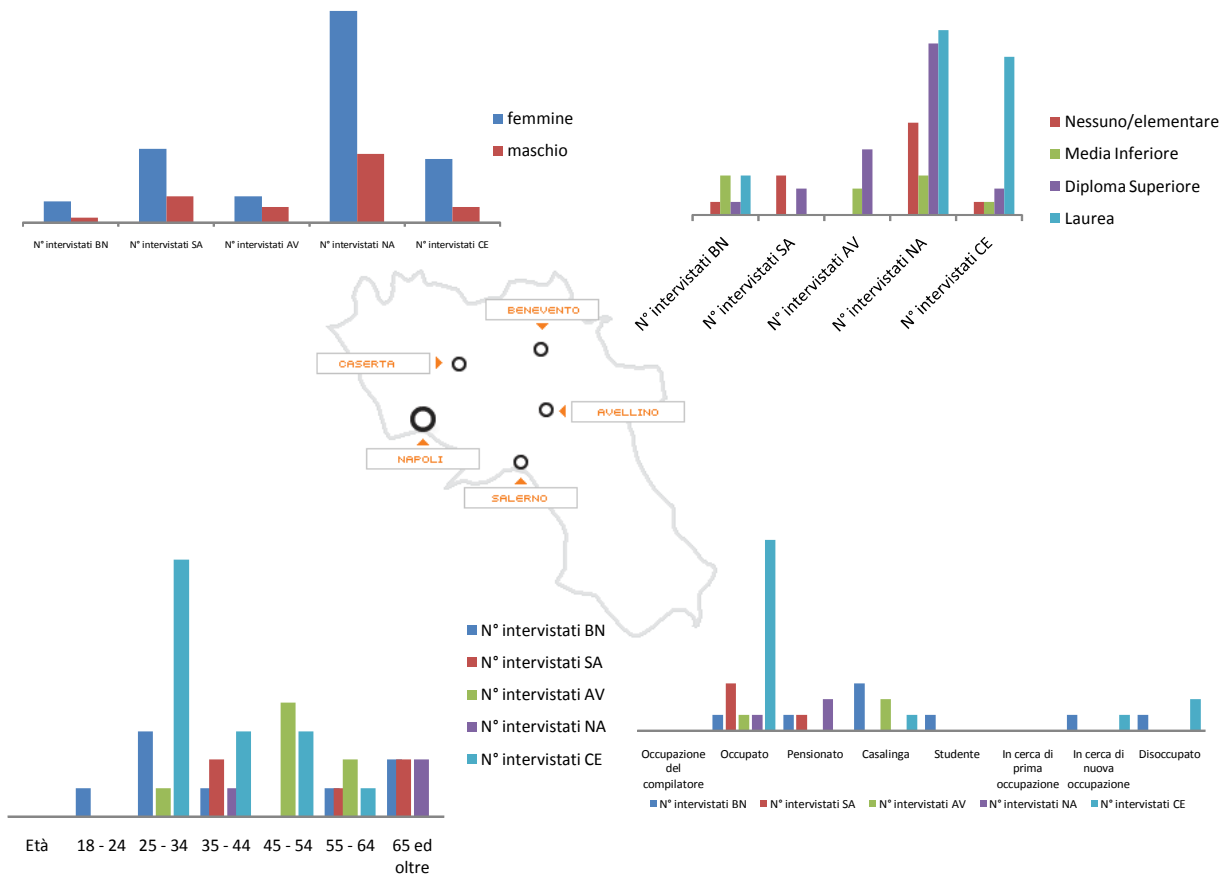 femmine
maschio
N° intervistati BN N° intervistati SA N° intervistati AV N° intervistati NA N° intervistati CE
Nessuno/elementare
Media Inferiore
Diploma Superiore
Laurea
N° intervistati BN
N° intervistati SA
N° intervistati AV
N° intervistati NA
N° intervistati CE
BENEVENTO
CASERTA
AVELLINO
NAPOLI
SALERNO
N° intervistati BN
N° intervistati SA
N° intervistati AV
N° intervistati NA
N° intervistati CE
Età 18 - 24 25 - 34 35 - 44 45 - 54 55 - 64 65 ed
oltre
Occupazione Occupato Pensionato Casalinga Studente In cerca di In cerca di Disoccupato
del prima nuova
compilatore occupazione occupazione
N° intervistati BN N° intervistati SA N° intervistati AV N° intervistati NA N° intervistati CE